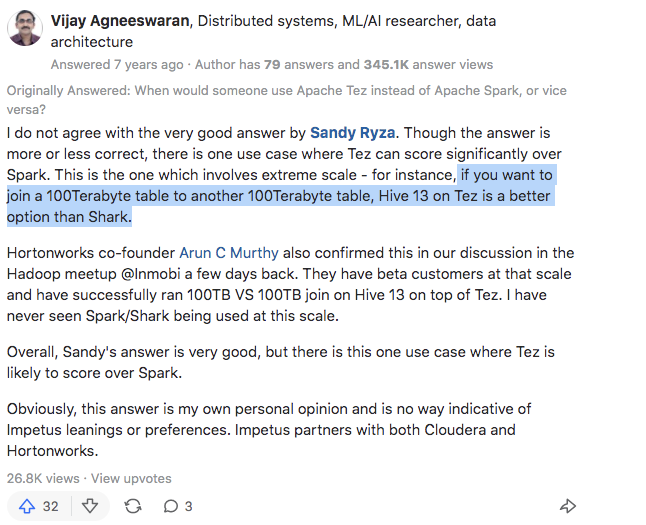 Vijay Agneeswaran, Distributed systems, ML/AI researcher, data
architecture
Answered 7 years ago · Author has 79 answers and 345.1K answer views
Originally Answered: When would someone use Apache Tez instead of Apache Spark, or vice
versa?
I do not agree with the very good answer by Sandy Ryza. Though the answer is
more or less correct, there is one use case where Tez can score significantly over
Spark. This is the one which involves extreme scale - for instance, if you want to
join a 100Terabyte table to another 100Terabyte table, Hive 13 on Tez is a better
option than Shark.
Hortonworks co-founder Arun C Murthy also confirmed this in our discussion in the
Hadoop meetup @Inmobi a few days back. They have beta customers at that scale
and have successfully ran 100TB VS 100TB join on Hive 13 on top of Tez. I have
never seen Spark/Shark being used at this scale.
Overall, Sandy's answer is very good, but there is this one use case where Tez is
likely to score over Spark.
Obviously, this answer is my own personal opinion and is no way indicative of
Impetus leanings or preferences. Impetus partners with both Cloudera and
Hortonworks.
26.8K views · View upvotes
32 3